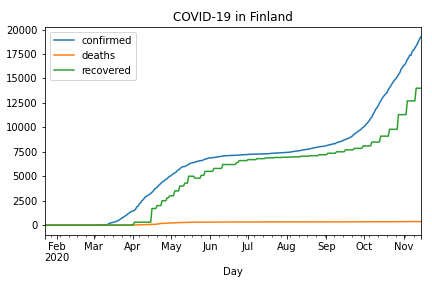 COVID-19 in Finland
confirmed
deaths
recovered
20000
17500
15000
12500
10000
7500
5000
2500
0
Feb Mar Apr May Jun Jul Aug Sep Oct Nov
2020
Day